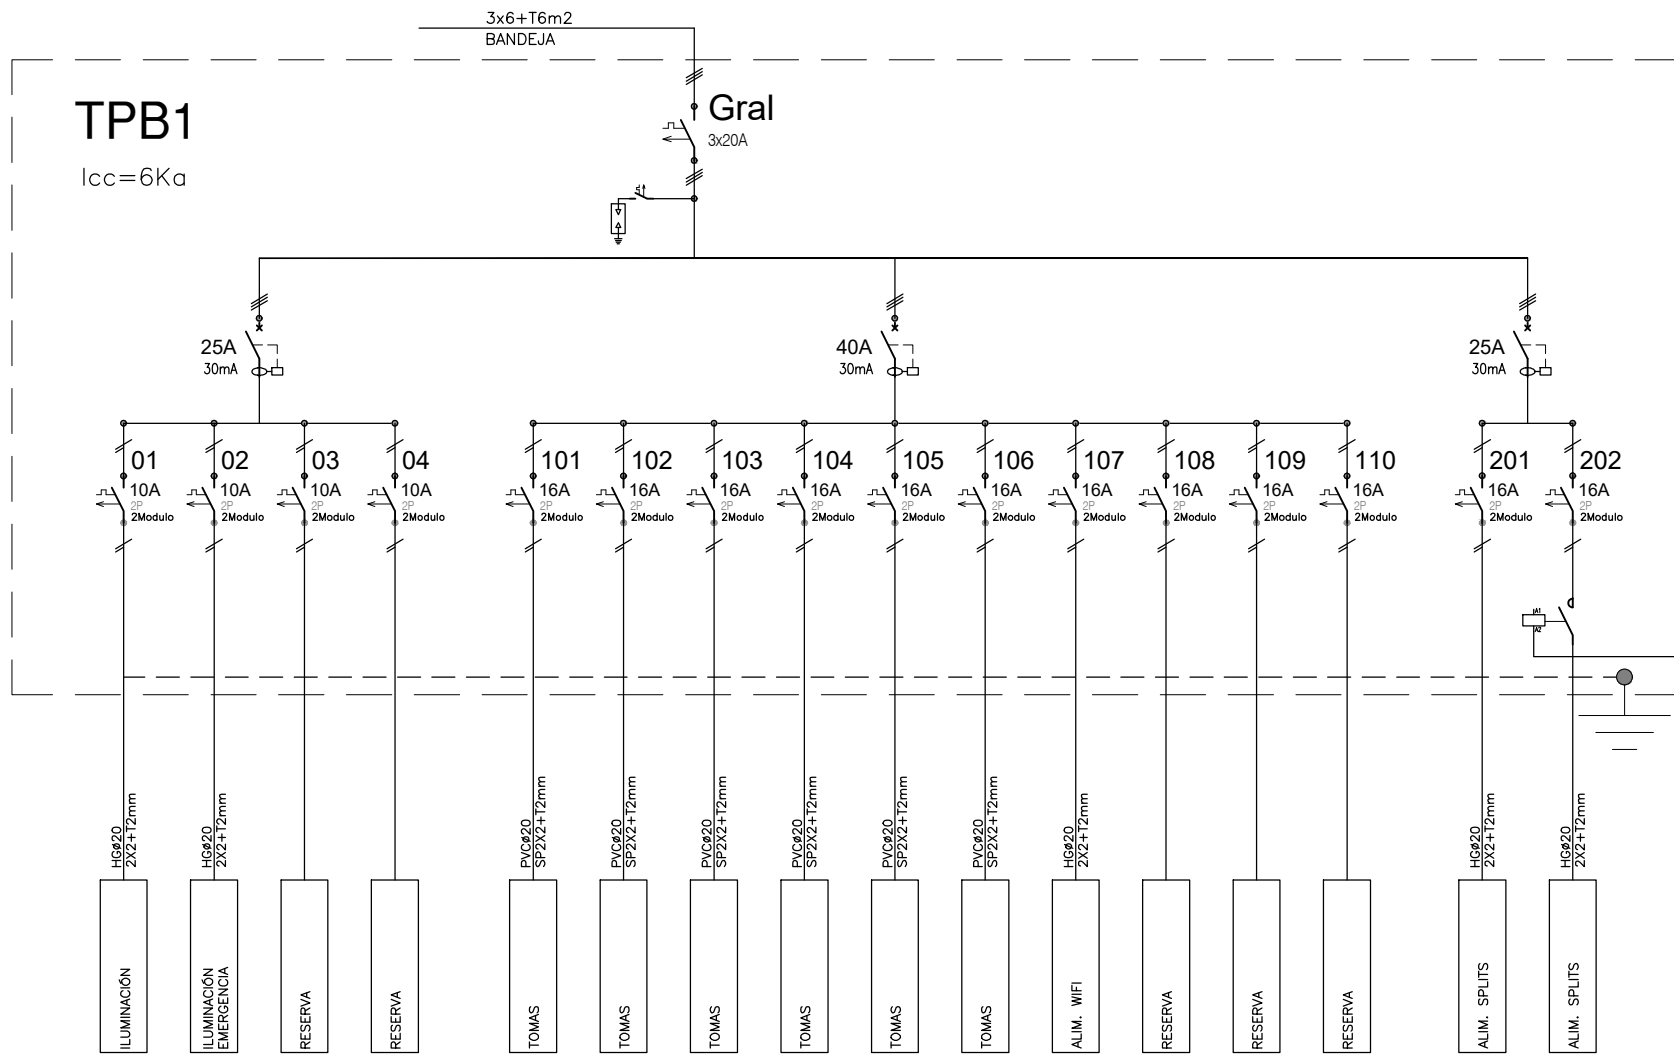 3x6+T6m2
BANDEJA
TPB1
Icc=6Ka
Gral
3x20A
25A
30mA
40A
30mA
25A
30mA
01
10A
2P
2Modulo
02
10A
2P
2Modulo
03
10A
2P
2Modulo
04
10A
2P
2Modulo
101
16A
2P
2Modulo
102
16A
2P
2Modulo
103
16A
2P
2Modulo
104
16A
2P
2Modulo
105
16A
2P
2Modulo
106
16A
2P
2Modulo
107
16A
2P
2Modulo
108
16A
2P
2Modulo
109
16A
2P
2Modulo
110
16A
2P
2Modulo
201
16A
2P
2Modulo
202
16A
2P
2Modulo
A1
A2
HGø20
2X2+T2mm
HGø20
2X2+T2mm
PVCø20
SP2X2+T2mm
PVCø20
SP2X2+T2mm
PVCø20
SP2X2+T2mm
PVCø20
SP2X2+T2mm
PVCø20
SP2X2+T2mm
PVCø20
SP2X2+T2mm
HGø20
2X2+T2mm
HGø20
2X2+T2mm
HGø20
2X2+T2mm
ILUMINACIÓN
ILUMINACIÓN
EMERGENCIA
RESERVA
RESERVA
TOMAS
TOMAS
TOMAS
TOMAS
TOMAS
TOMAS
ALIM. WIFI
RESERVA
RESERVA
RESERVA
ALIM. SPLITS
ALIM. SPLITS